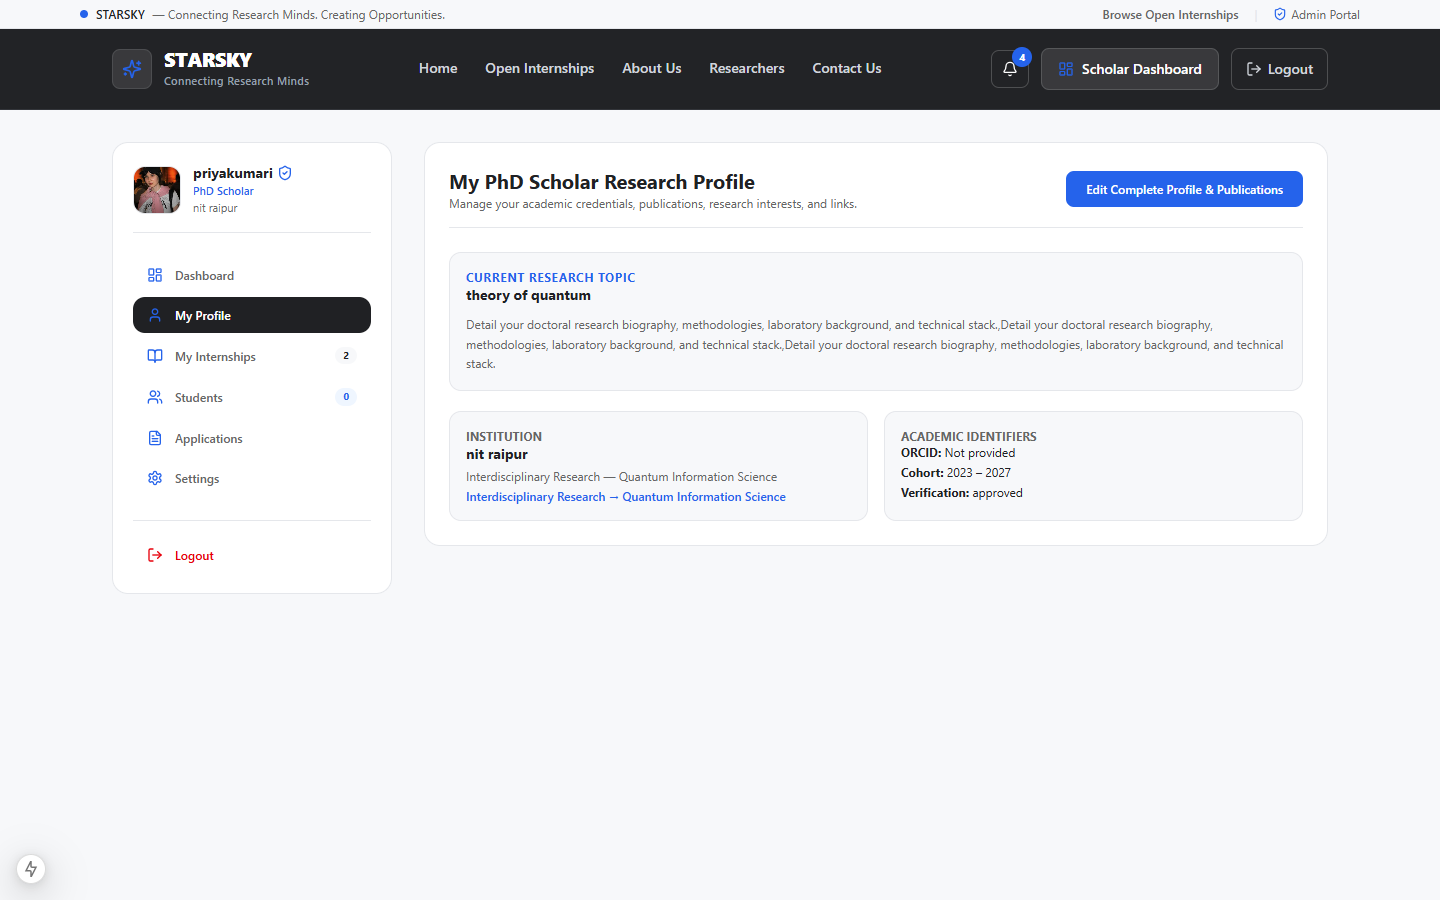 STARSKY — Connecting Research Minds. Creating Opportunities.
Browse Open Internships | Admin Portal
STARSKY
Connecting Research Minds
Home
Open Internships
About Us
Researchers
Contact Us
4
Scholar Dashboard
Logout
priyakumari
PhD Scholar
nit raipur
Dashboard
My Profile
My Internships 2
Students 0
Applications
Settings
Logout
My PhD Scholar Research Profile
Manage your academic credentials, publications, research interests, and links.
Edit Complete Profile & Publications
CURRENT RESEARCH TOPIC
theory of quantum
Detail your doctoral research biography, methodologies, laboratory background, and technical stack.,Detail your doctoral research biography,
methodologies, laboratory background, and technical stack.,Detail your doctoral research biography, methodologies, laboratory background, and technical
stack.
INSTITUTION
nit raipur
Interdisciplinary Research — Quantum Information Science
Interdisciplinary Research → Quantum Information Science
ACADEMIC IDENTIFIERS
ORCID: Not provided
Cohort: 2023 – 2027
Verification: approved